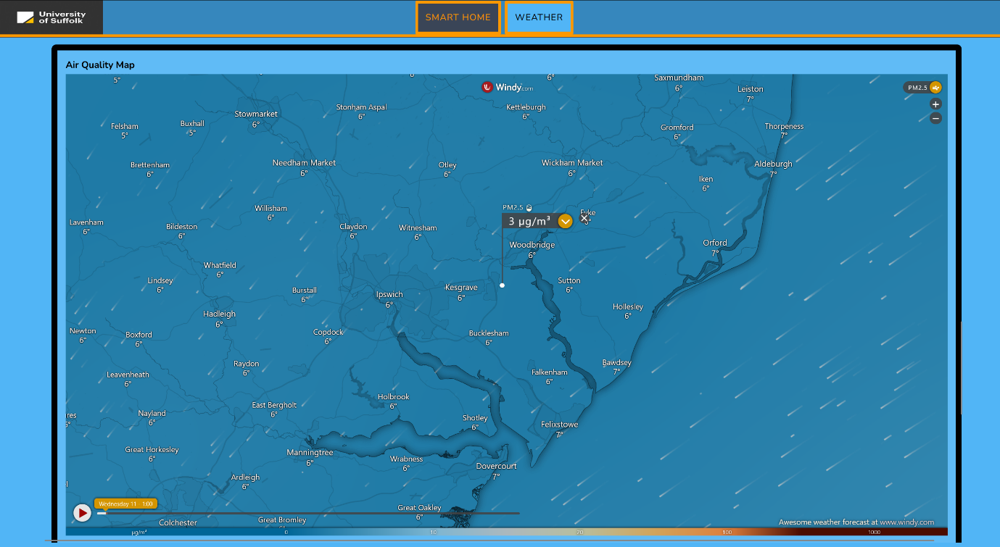 University
of Suffolk
SMART HOME
WEATHER
Air Quality Map
5°
6°
Windy.com
PM2.5
+
−
Saxmundham
6°
Leiston
7°
Stonham Aspal
6°
Kettleburgh
6°
Stowmarket
6°
Buxhall
5°
Felsham
5°
Gromford
6°
Thorpeness
7°
Brettenham
6°
Needham Market
6°
Otley
6°
Wickham Market
6°
Aldeburgh
7°
Iken
6°
Willisham
6°
PM2.5
3 µg/m³
Lavenham
6°
Bildeston
6°
Claydon
6°
Witnesham
6°
Woodbridge
6°
Orford
7°
Whatfield
6°
Lindsey
6°
Burstall
6°
Ipswich
6°
Kesgrave
6°
Sutton
6°
Hollesley
6°
Hadleigh
6°
Newton
6°
Boxford
6°
Copdock
6°
Bucklesham
6°
Raydon
6°
Bawdsey
7°
Leavenheath
6°
Falkenham
6°
Holbrook
6°
East Bergholt
6°
res
Nayland
6°
Shotley
6°
Felixstowe
7°
Great Horkesley
6°
Manningtree
6°
Wrabness
6°
Dovercourt
7°
Ardleigh
6°
Wednesday 11 1:00
Great Oakley
6°
Colchester
Great Bromley
Awesome weather forecast at www.windy.com
µg/m³ 0 10 20 100 1000